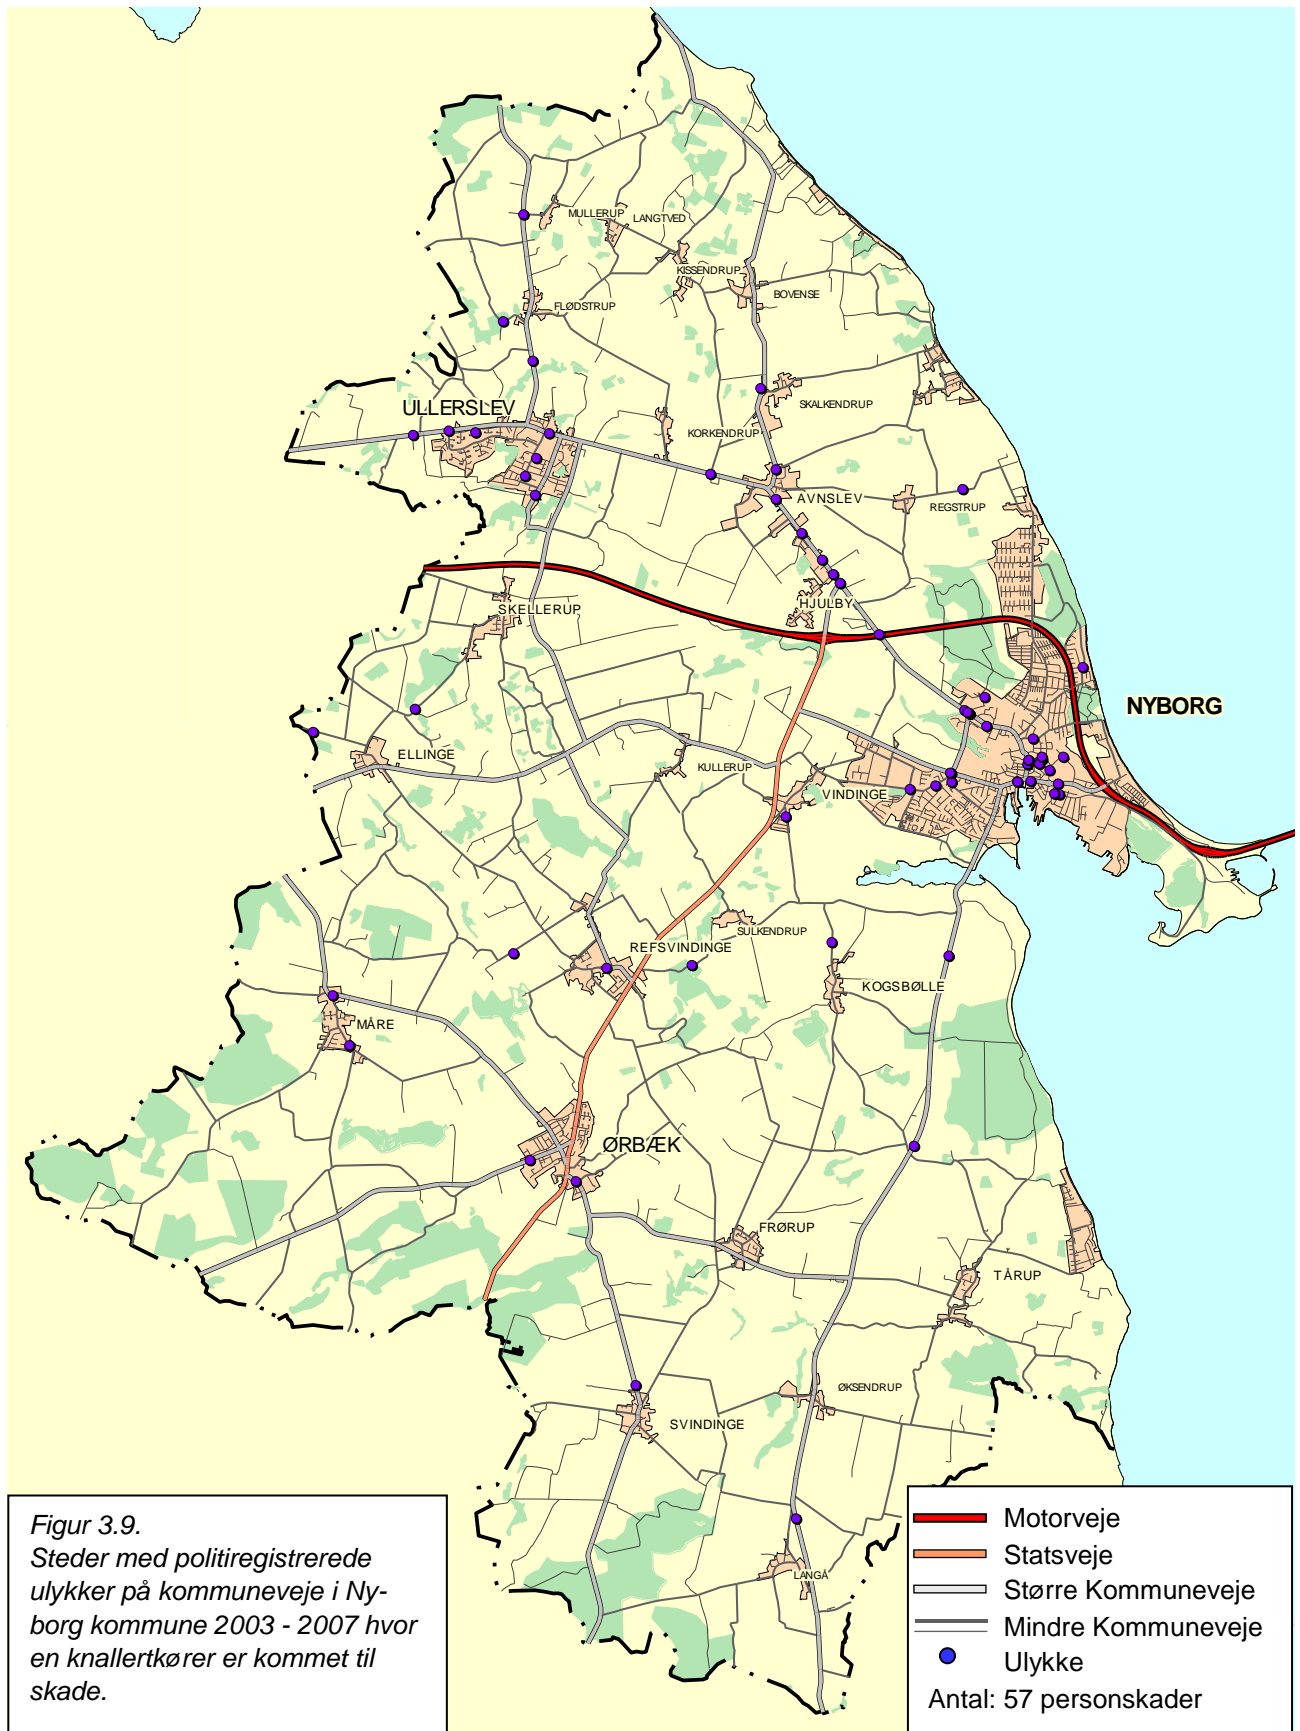 MULLERUP
LANGTVED
KISSENDRUP
BOVENSE
FLØDSTRUP
SKALKENDRUP
ULLERSLEV
KORKENDRUP
AVNSLEV
REGSTRUP
HJULBY
SKELLERUP
NYBORG
ELLINGE
KULLERUP
VINDINGE
SULKENDRUP
REFSVINDINGE
KOGSBØLLE
MÅRE
ØRBÆK
FRØRUP
TÅRUP
ØKSENDRUP
SVINDINGE
LANGÅ
Figur 3.9.
Steder med politiregistrerede
ulykker på kommuneveje i Ny-
borg kommune 2003 - 2007 hvor
en knallertkører er kommet til
skade.
Motorveje
Statsveje
Større Kommuneveje
Mindre Kommuneveje
Ulykke
Antal: 57 personskader